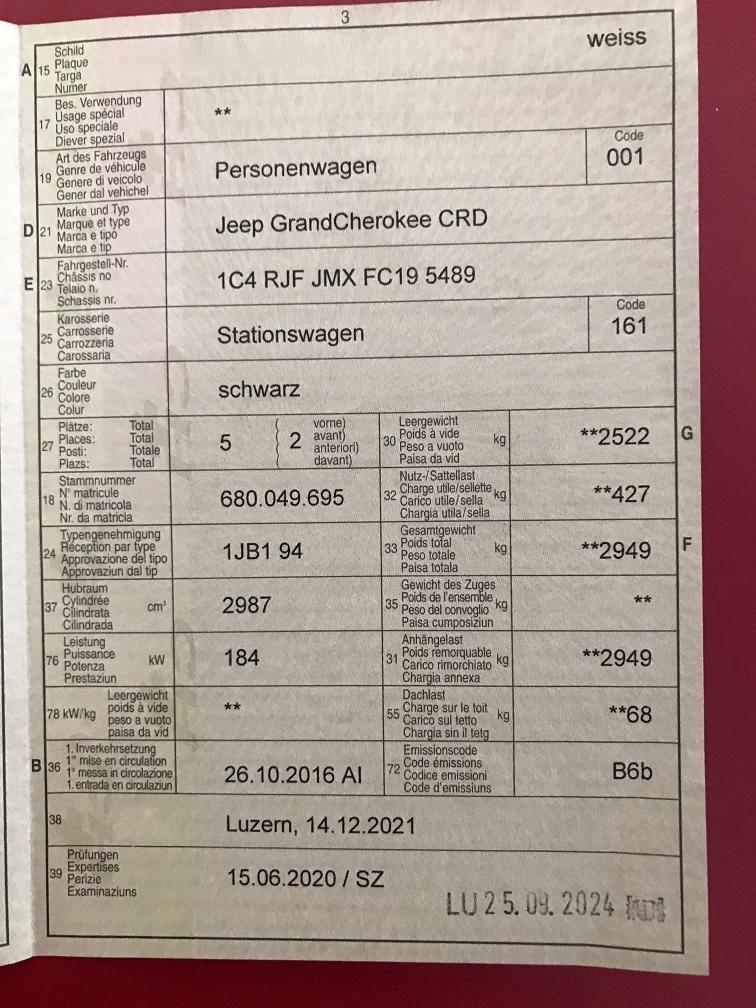 3
A 15 Schild
Plaque
Targa
Numer
weiss
17 Bes. Verwendung
Usage spécial
Uso speciale
Diever spezial
**
19 Art des Fahrzeugs
Genre de véhicule
Genere di veicolo
Gener dal vehichel
Personenwagen
Code
001
D 21 Marke und Typ
Marque et type
Marca e tipo
Marca e tip
Jeep GrandCherokee CRD
E 23 Fahrgestell-Nr.
Châssis no
Telaio n.
Schassis nr.
1C4 RJF JMX FC19 5489
25 Karosserie
Carrosserie
Carrozzeria
Carossaria
Stationswagen
Code
161
26 Farbe
Couleur
Colore
Colur
schwarz
27 Plätze: Total
Places: Total
Posti: Totale
Plazs: Total
5
( 2 vorne)
( avant)
( anteriori)
( davant)
30 Leergewicht
Poids à vide
Peso a vuoto
Paisa da vid
kg
**2522
G
18 Stammnummer
N° matricule
N. di matricola
Nr. da matricla
680.049.695
32 Nutz-/Sattellast
Charge utile/sellette
Carico utile/sella
Chargia utila/sella
kg
**427
24 Typengenehmigung
Réception par type
Approvazione del tipo
Approvaziun dal tip
1JB1 94
33 Gesamtgewicht
Poids total
Peso totale
Paisa totala
kg
**2949
F
37 Hubraum
Cylindrée
Cilindrata
Cilindrada
cm³
2987
35 Gewicht des Zuges
Poids de l'ensemble
Peso del convoglio
Paisa cumposiziun
kg
**
76 Leistung
Puissance
Potenza
Prestaziun
kW
184
31 Anhängelast
Poids remorquable
Carico rimorchiato
Chargia annexa
kg
**2949
78 kW/kg Leergewicht
poids à vide
peso a vuoto
paisa da vid
**
55 Dachlast
Charge sur le toit
Carico sul tetto
Chargia sin il tetg
kg
**68
B 36 1. Inverkehrsetzung
1re mise en circulation
1a messa in circolazione
1. entrada en circulaziun
26.10.2016 AI
72 Emissionscode
Code émissions
Codice emissioni
Code d'emissiuns
B6b
38
Luzern, 14.12.2021
39 Prüfungen
Expertises
Perizie
Examinaziuns
15.06.2020 / SZ
LU 25.09.2024